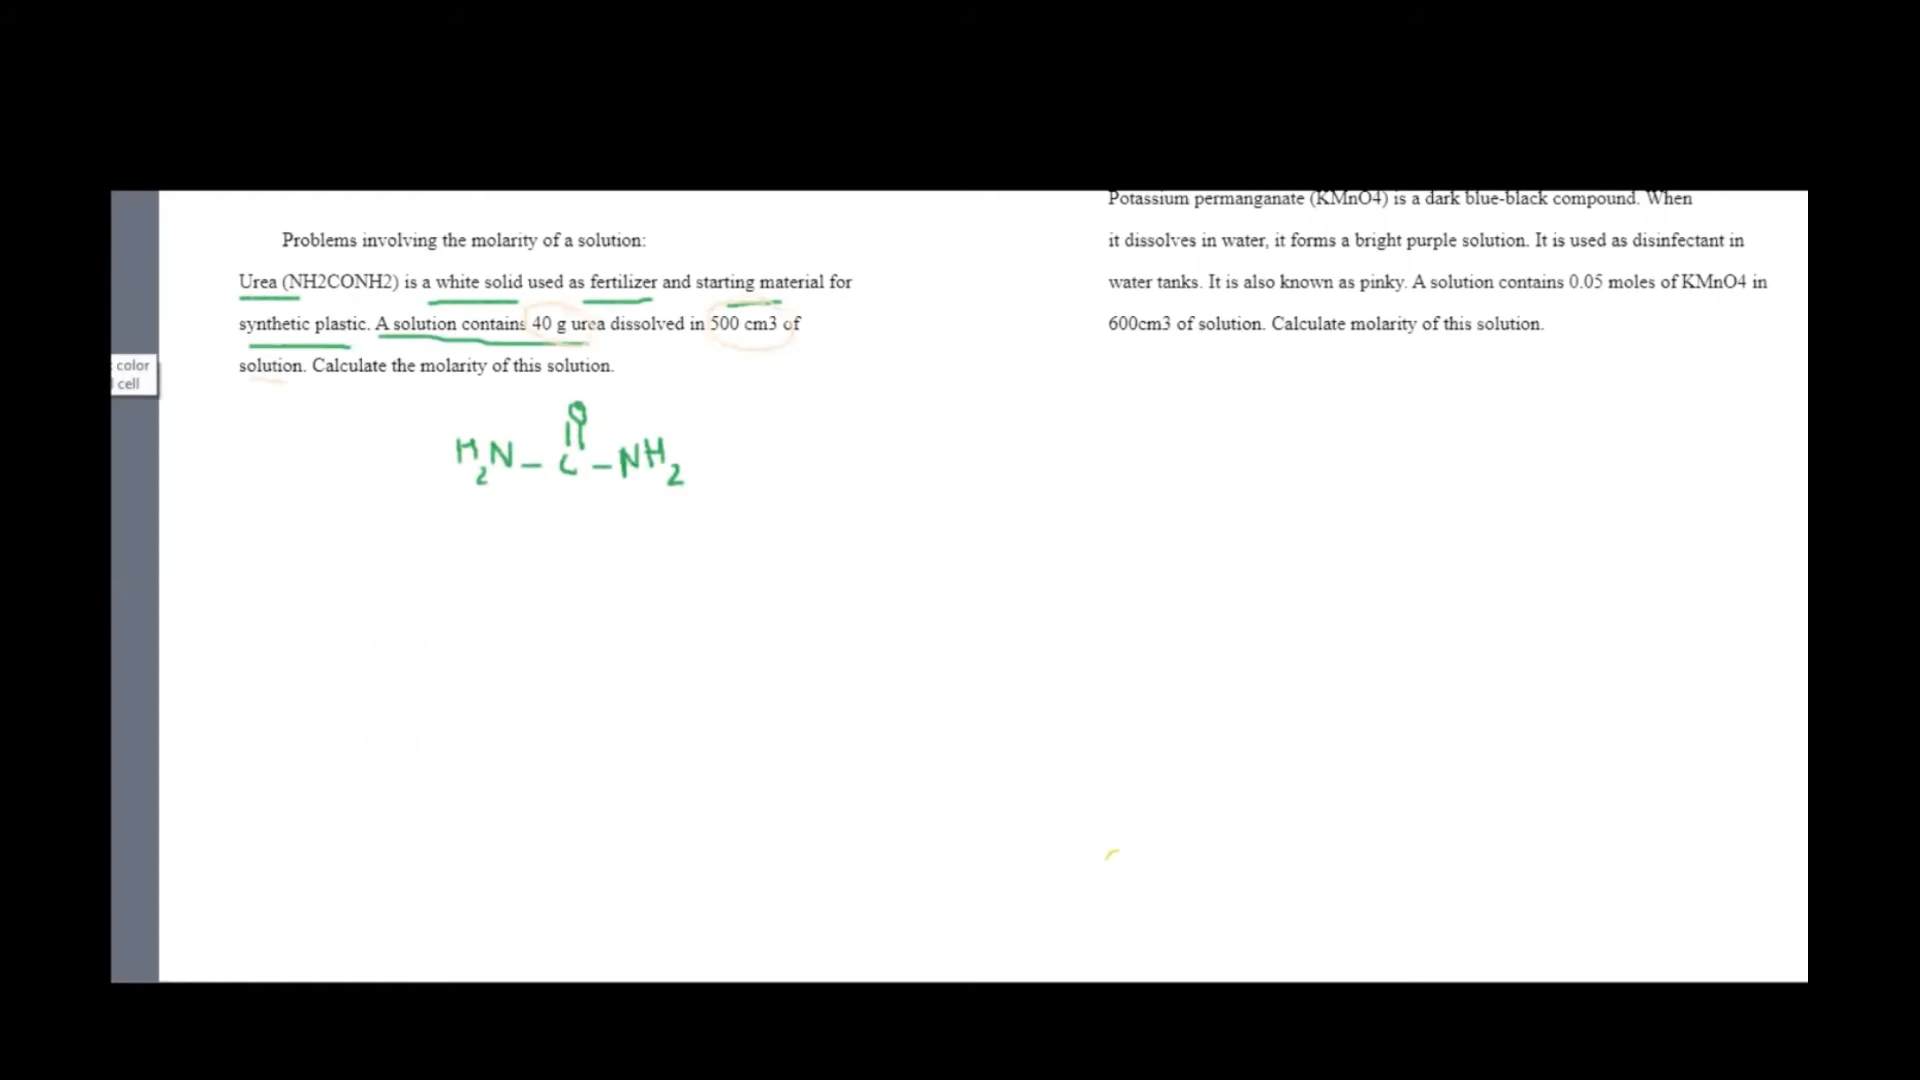 Problems involving the molarity of a solution:
Urea (NH2CONH2) is a white solid used as fertilizer and starting material for
synthetic plastic. A solution contains 40 g urea dissolved in 500 cm3 of
solution. Calculate the molarity of this solution.
O
H2N - C - NH2
Potassium permanganate (KMnO4) is a dark blue-black compound. When
it dissolves in water, it forms a bright purple solution. It is used as disinfectant in
water tanks. It is also known as pinky. A solution contains 0.05 moles of KMnO4 in
600cm3 of solution. Calculate molarity of this solution.
color
cell